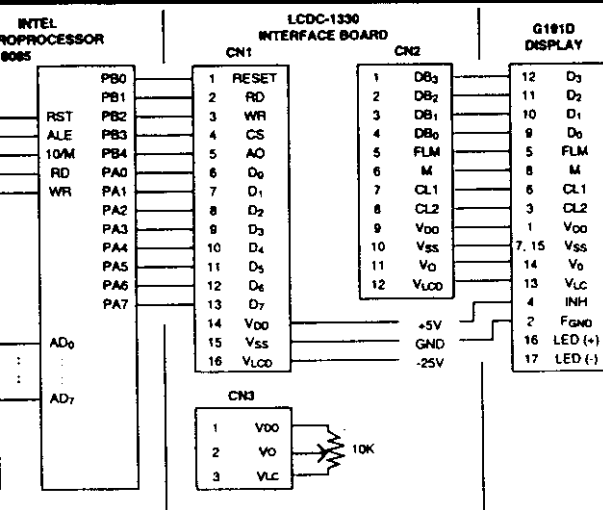 INTEL
ROPROCESSOR
8085
RST
ALE
10/M
RD
WR
AD0
AD7
PB0
PB1
PB2
PB3
PB4
PA0
PA1
PA2
PA3
PA4
PA5
PA6
PA7
LCDC-1330
INTERFACE BOARD
CN1
1 RESET
2 RD
3 WR
4 CS
5 AO
6 D0
7 D1
8 D2
9 D3
10 D4
11 D5
12 D6
13 D7
14 VDD
15 VSS
16 VLCD
CN2
1 DB3
2 DB2
3 DB1
4 DB0
5 FLM
6 M
7 CL1
8 CL2
9 VDD
10 VSS
11 VO
12 VLCD
+5V
GND
-25V
CN3
1 VDO
2 VO
3 VLC
10K
G191D
DISPLAY
12 D3
11 D2
10 D1
9 D0
5 FLM
8 M
6 CL1
3 CL2
1 VDD
7, 15 VSS
14 V0
13 VLC
4 INH
2 FGND
16 LED (+)
17 LED (-)